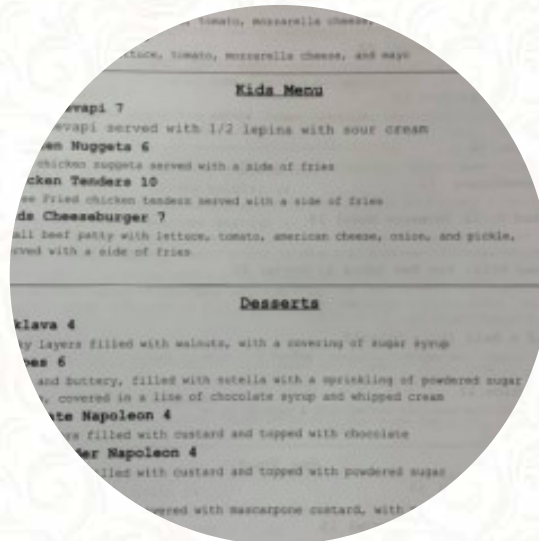 tomato, mozzarella cheese,
tomato, mozzarella cheese, and mayo
Kids Menu
evapi 7
evapi served with 1/2 lepina with sour cream
en Nuggets 6
chicken nuggets served with a side of fries
cken Tenders 10
ee Fried chicken tenders served with a side of fries
ds Cheeseburger 7
all beef patty with lettuce, tomato, american cheese, onion, and pickle,
rved with a side of fries
Desserts
klava 4
ky layers filled with walnuts, with a covering of sugar syrup
pes 6
and buttery, filled with nutella with a sprinkling of powdered sugar
covered in a line of chocolate syrup and whipped cream
te Napoleon 4
rs filled with custard and topped with chocolate
der Napoleon 4
lled with custard and topped with powdered sugar
ered with mascarpone custard, with